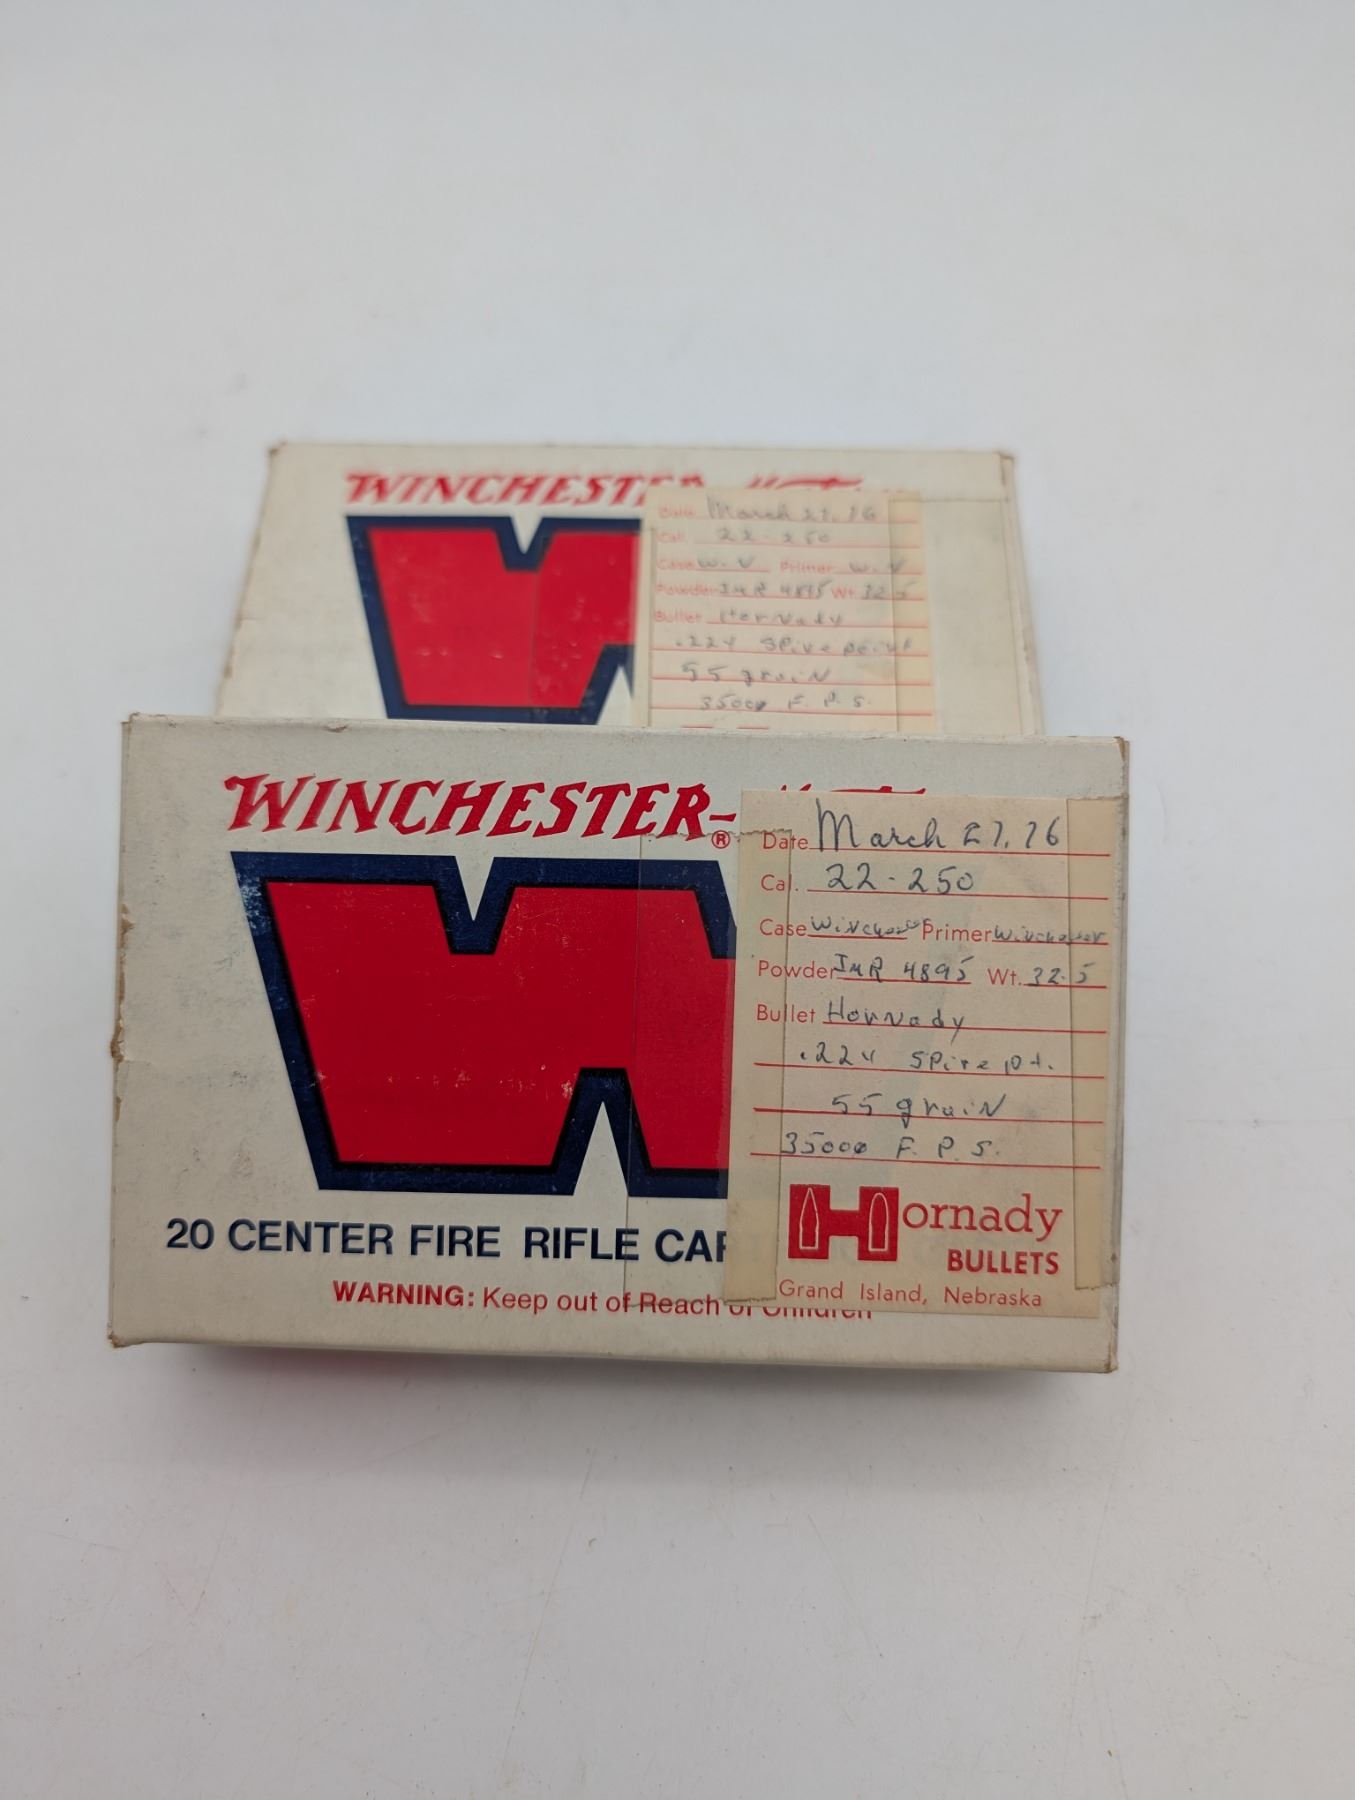 WINCHESTER
Date March 27, 76
Cal. 22-250
Case W. W Primer W. W
Powder IMR 4895 Wt. 32.5
Bullet Hornady
.224 Spire point
55 grain
3500 F. P. S.
WINCHESTER-
®
Date March 27, 76
Cal. 22-250
Case Winchester Primer Winchester
Powder IMR 4895 Wt. 32.5
Bullet Hornady
.224 Spire pt.
55 grain
3500 F. P. S.
Hornady
BULLETS
Grand Island, Nebraska
20 CENTER FIRE RIFLE CAR
WARNING: Keep out of Reach of Children